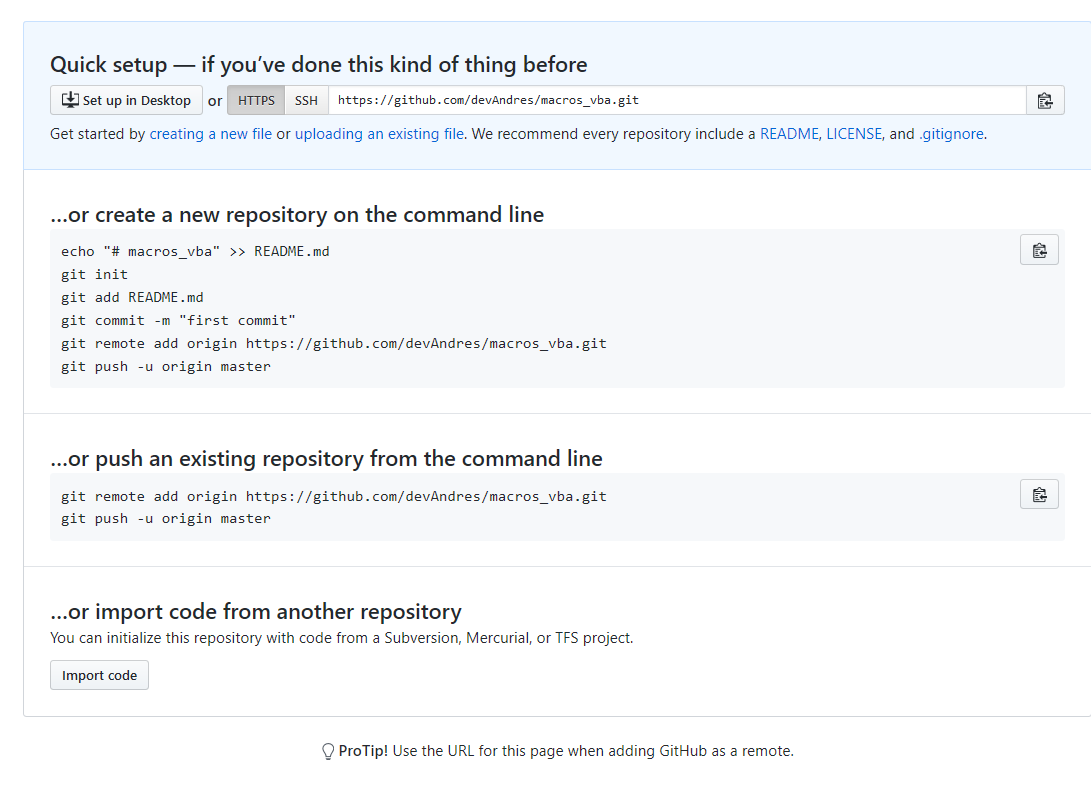 Quick setup — if you’ve done this kind of thing before
Set up in Desktop or HTTPS SSH https://github.com/devAndres/macros_vba.git
Get started by creating a new file or uploading an existing file. We recommend every repository include a README, LICENSE, and .gitignore.
…or create a new repository on the command line
echo "# macros_vba" >> README.md
git init
git add README.md
git commit -m "first commit"
git remote add origin https://github.com/devAndres/macros_vba.git
git push -u origin master
…or push an existing repository from the command line
git remote add origin https://github.com/devAndres/macros_vba.git
git push -u origin master
…or import code from another repository
You can initialize this repository with code from a Subversion, Mercurial, or TFS project.
Import code
ProTip! Use the URL for this page when adding GitHub as a remote.